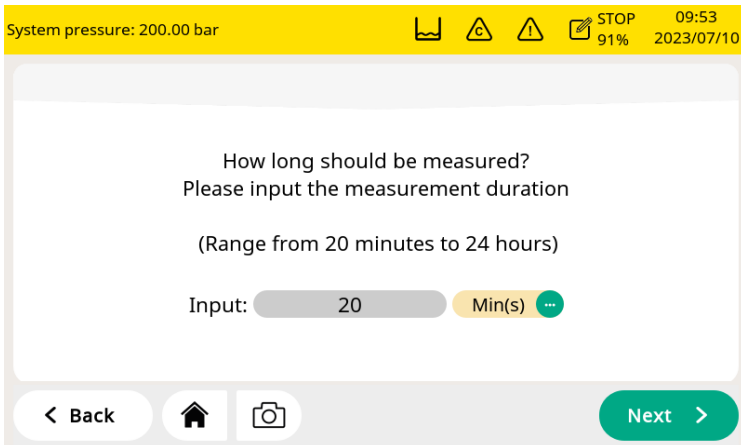 System pressure: 200.00 bar
C
!
STOP
91%
09:53
2023/07/10
How long should be measured?
Please input the measurement duration
(Range from 20 minutes to 24 hours)
Input: 20 Min(s) ...
Back
Next